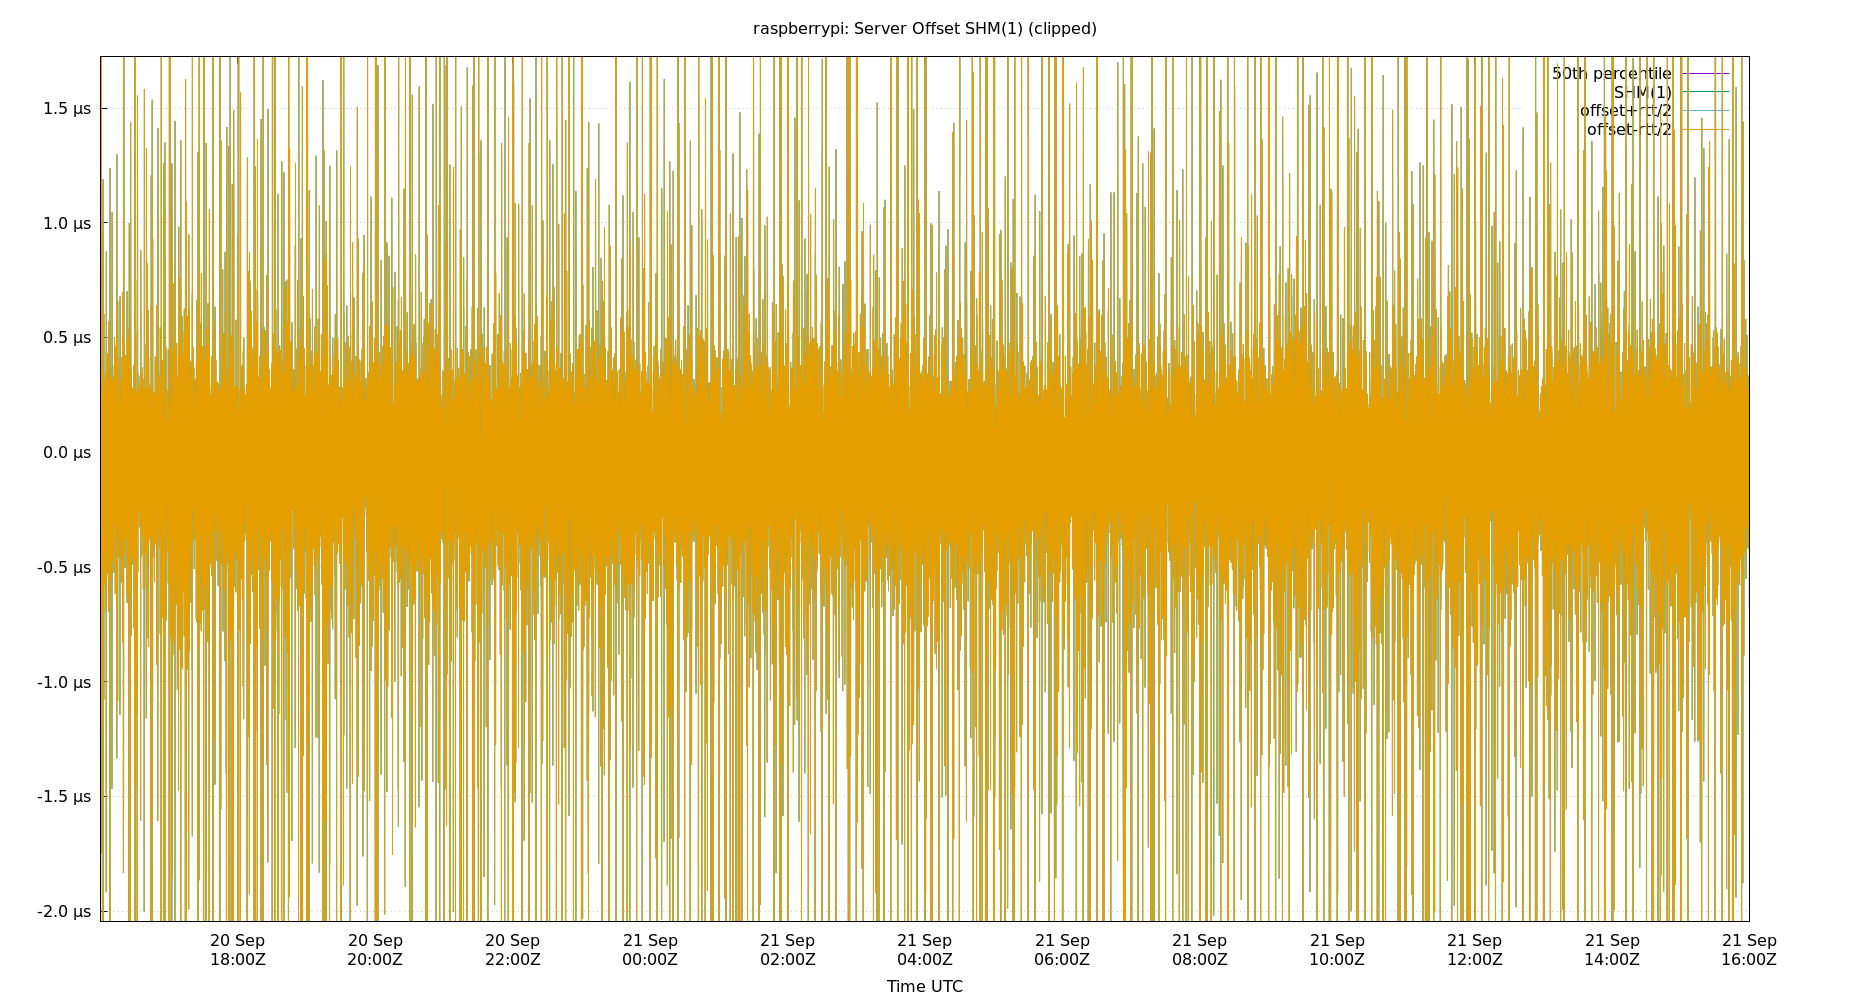 raspberrypi: Server Offset SHM(1) (clipped)
50th percentile
SHM(1)
offset+rtt/2
offset-rtt/2
1.5 µs
1.0 µs
0.5 µs
0.0 µs
-0.5 µs
-1.0 µs
-1.5 µs
-2.0 µs
20 Sep 20 Sep 20 Sep 21 Sep 21 Sep 21 Sep 21 Sep 21 Sep 21 Sep 21 Sep 21 Sep 21 Sep
18:00Z 20:00Z 22:00Z 00:00Z 02:00Z 04:00Z 06:00Z 08:00Z 10:00Z 12:00Z 14:00Z 16:00Z
Time UTC